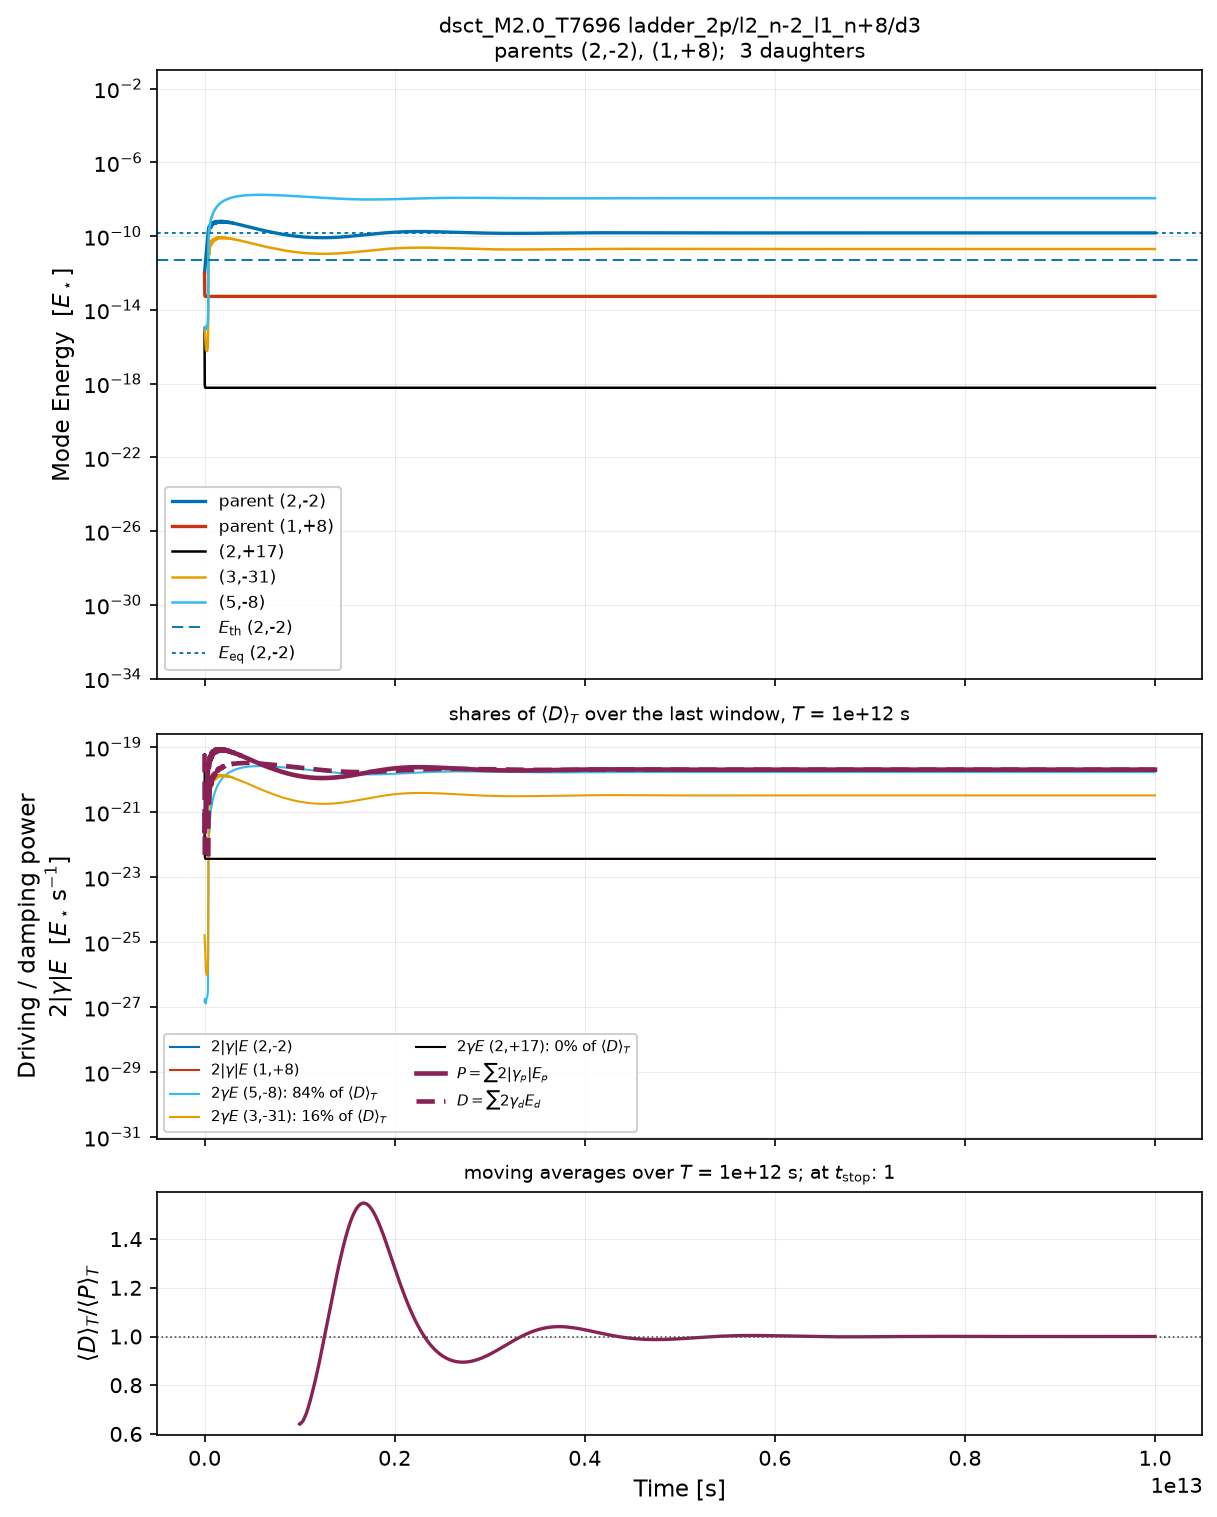 dsct_M2.0_T7696 ladder_2p/l2_n-2_l1_n+8/d3
parents (2,-2), (1,+8);  3 daughters
10⁻²
10⁻⁶
10⁻¹⁰
10⁻¹⁴
10⁻¹⁸
10⁻²²
10⁻²⁶
10⁻³⁰
10⁻³⁴
Mode Energy [E⋆]
parent (2,-2)
parent (1,+8)
(2,+17)
(3,-31)
(5,-8)
E_th (2,-2)
E_eq (2,-2)
shares of ⟨D⟩_T over the last window, T = 1e+12 s
10⁻¹⁹
10⁻²¹
10⁻²³
10⁻²⁵
10⁻²⁷
10⁻²⁹
10⁻³¹
Driving / damping power
2|γ|E [E⋆ s⁻¹]
2|γ|E (2,-2)
2|γ|E (1,+8)
2γE (5,-8): 84% of ⟨D⟩_T
2γE (3,-31): 16% of ⟨D⟩_T
2γE (2,+17): 0% of ⟨D⟩_T
P = ∑2|γ_p|E_p
D = ∑2γ_dE_d
moving averages over T = 1e+12 s; at t_stop: 1
1.4
1.2
1.0
0.8
0.6
⟨D⟩_T/⟨P⟩_T
0.0 0.2 0.4 0.6 0.8 1.0
1e13
Time [s]